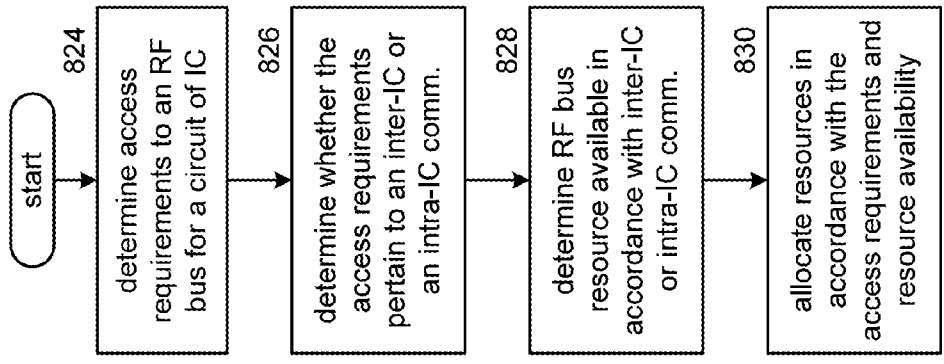 start
824
determine access
requirements to an RF
bus for a circuit of IC
826
determine whether the
access requirements
pertain to an inter-IC or
an intra-IC comm.
828
determine RF bus
resource available in
accordance with inter-IC
or intra-IC comm.
830
allocate resources in
accordance with the
access requirements and
resource availability